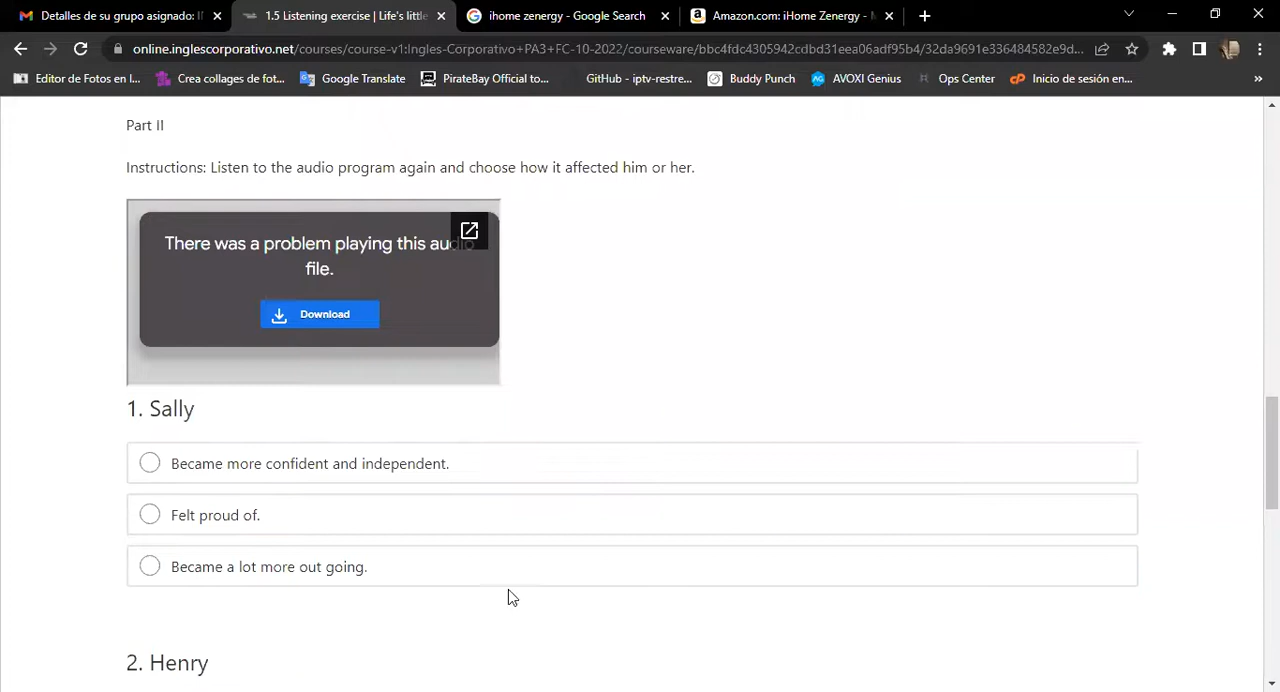 Detalles de su grupo asignado: I
1.5 Listening exercise | Life's little
ihome zenergy - Google Search
Amazon.com: iHome Zenergy -
online.inglescorporativo.net/courses/course-v1:Ingles-Corporativo+PA3+FC-10-2022/courseware/bbc4fdc4305942cdbd31eea06adf95b4/32da9691e336484582e9d...
Editor de Fotos en l...
Crea collages de fot...
Google Translate
PirateBay Official to...
GitHub - iptv-restre...
Buddy Punch
AVOXI Genius
Ops Center
Inicio de sesión en...
»
Part II
Instructions: Listen to the audio program again and choose how it affected him or her.
There was a problem playing this audio
file.
Download
1. Sally
Became more confident and independent.
Felt proud of.
Became a lot more out going.
2. Henry